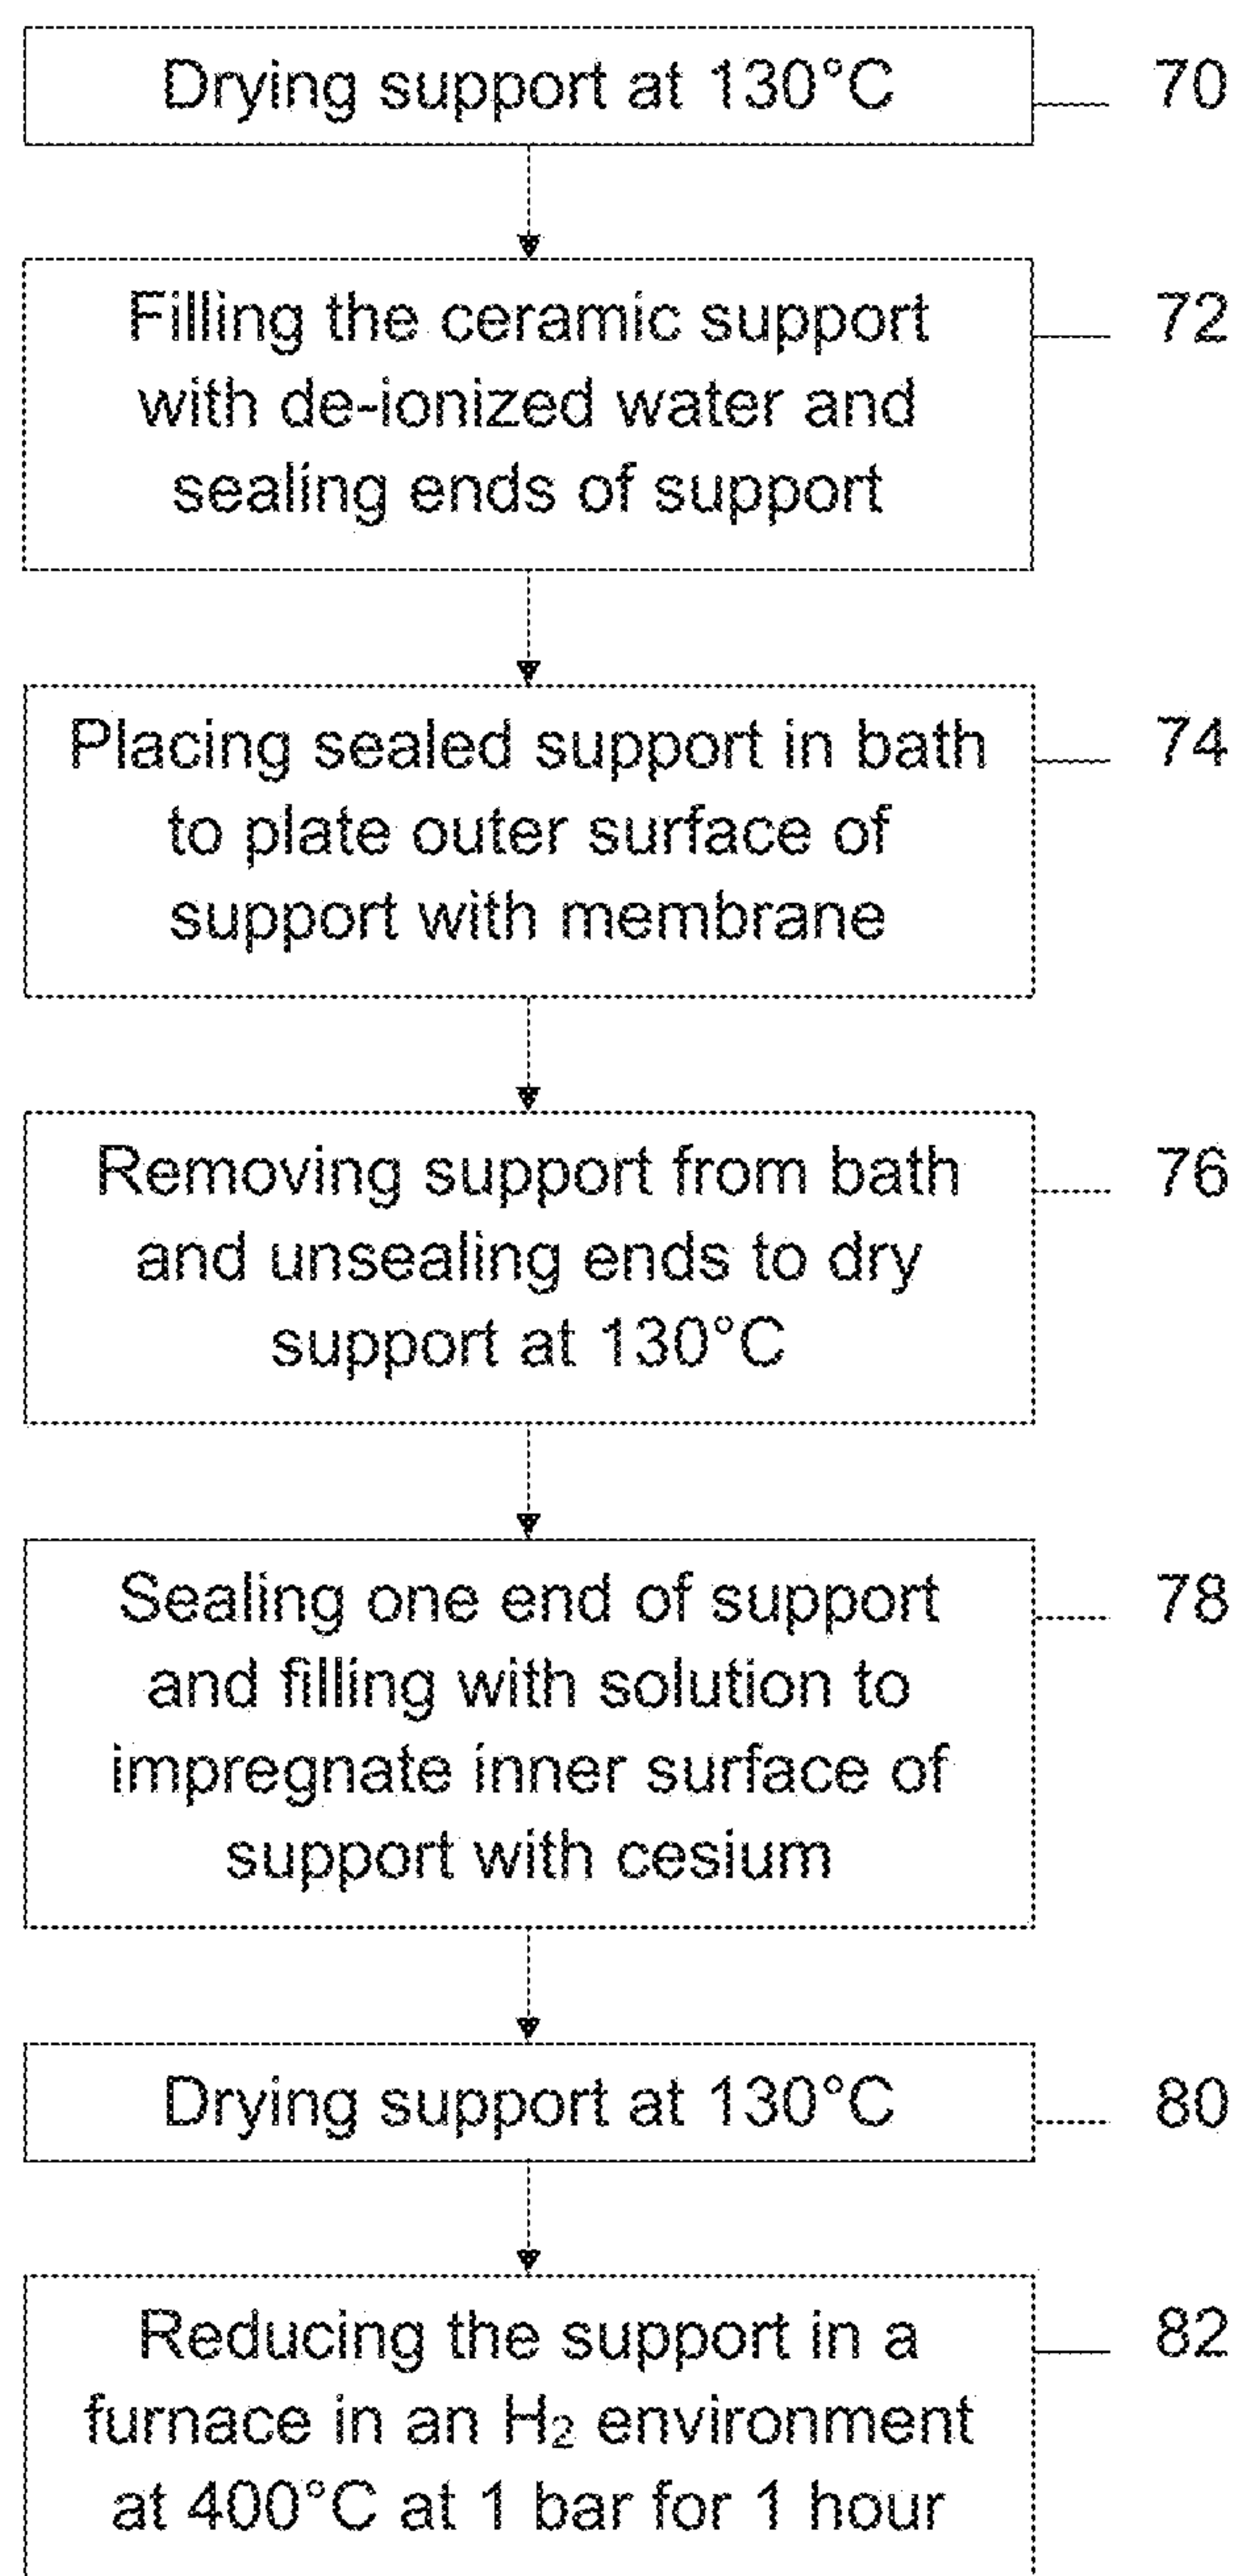 Drying support at 130°C
70
Filling the ceramic support
with de-ionized water and
sealing ends of support
72
Placing sealed support in bath
to plate outer surface of
support with membrane
74
Removing support from bath
and unsealing ends to dry
support at 130°C
76
Sealing one end of support
and filling with solution to
impregnate inner surface of
support with cesium
78
Drying support at 130°C
80
Reducing the support in a
furnace in an H₂ environment
at 400°C at 1 bar for 1 hour
82